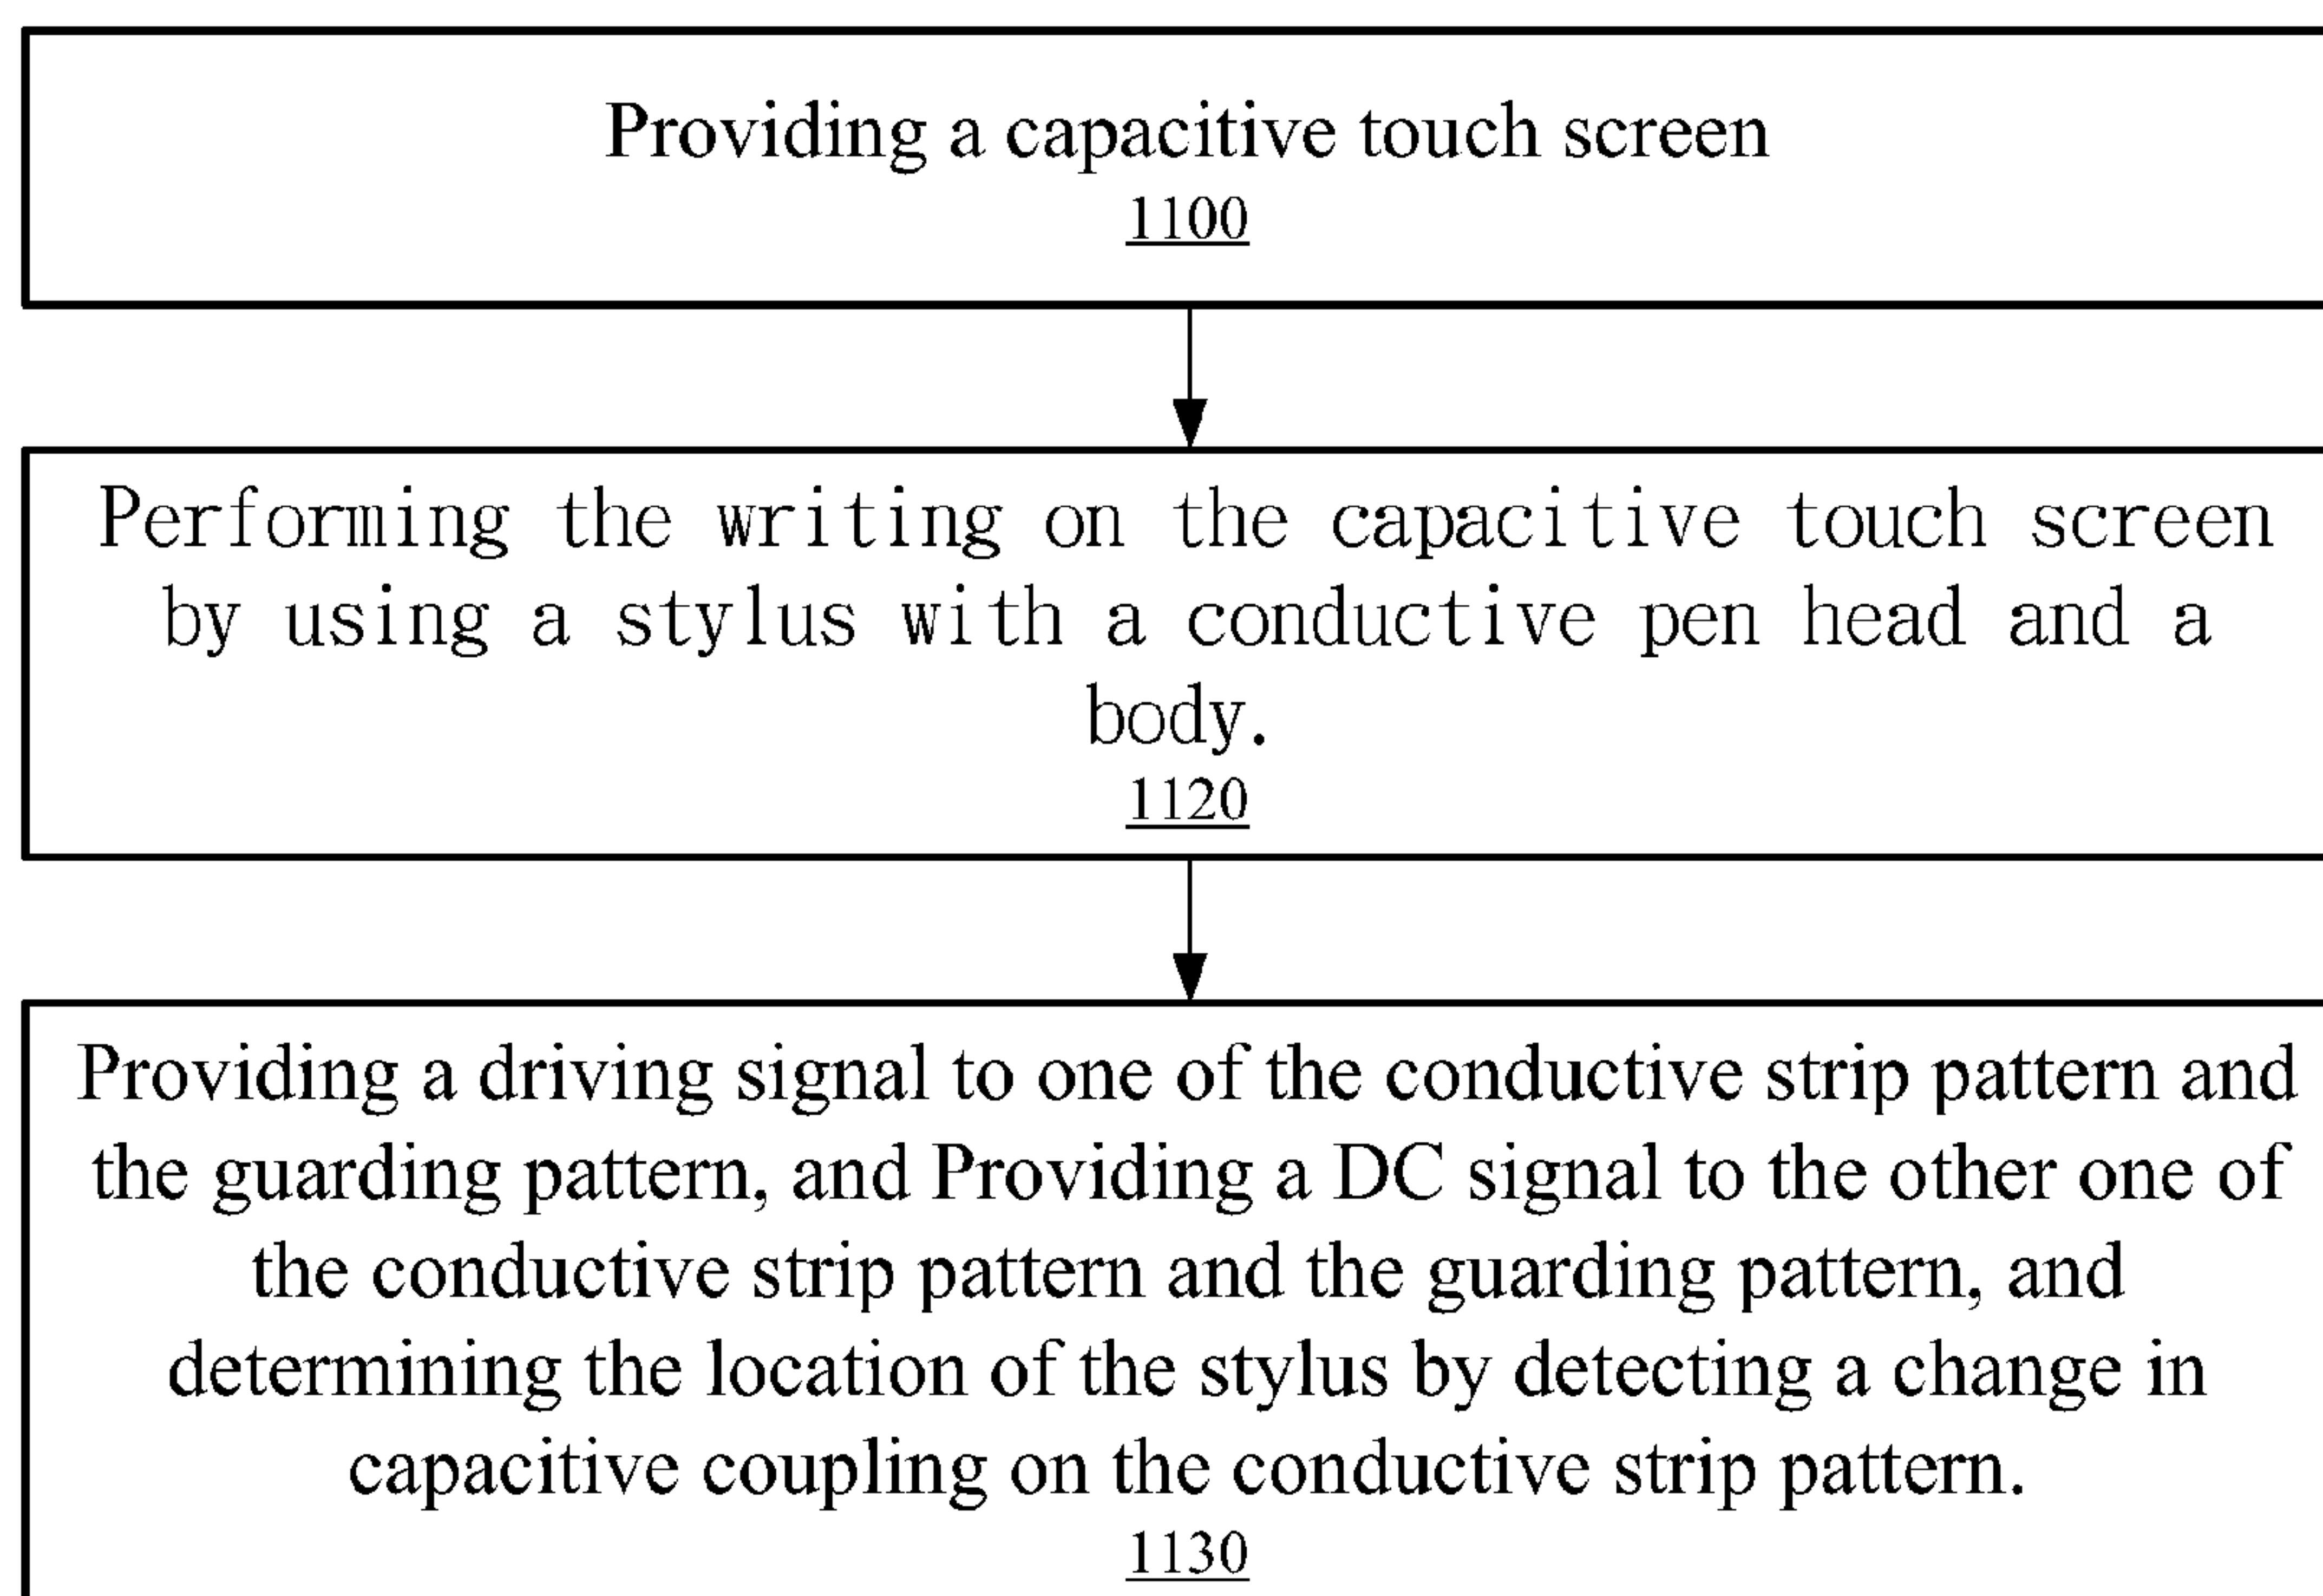 Providing a capacitive touch screen
1100
Performing the writing on the capacitive touch screen
by using a stylus with a conductive pen head and a
body.
1120
Providing a driving signal to one of the conductive strip pattern and
the guarding pattern, and Providing a DC signal to the other one of
the conductive strip pattern and the guarding pattern, and
determining the location of the stylus by detecting a change in
capacitive coupling on the conductive strip pattern.
1130